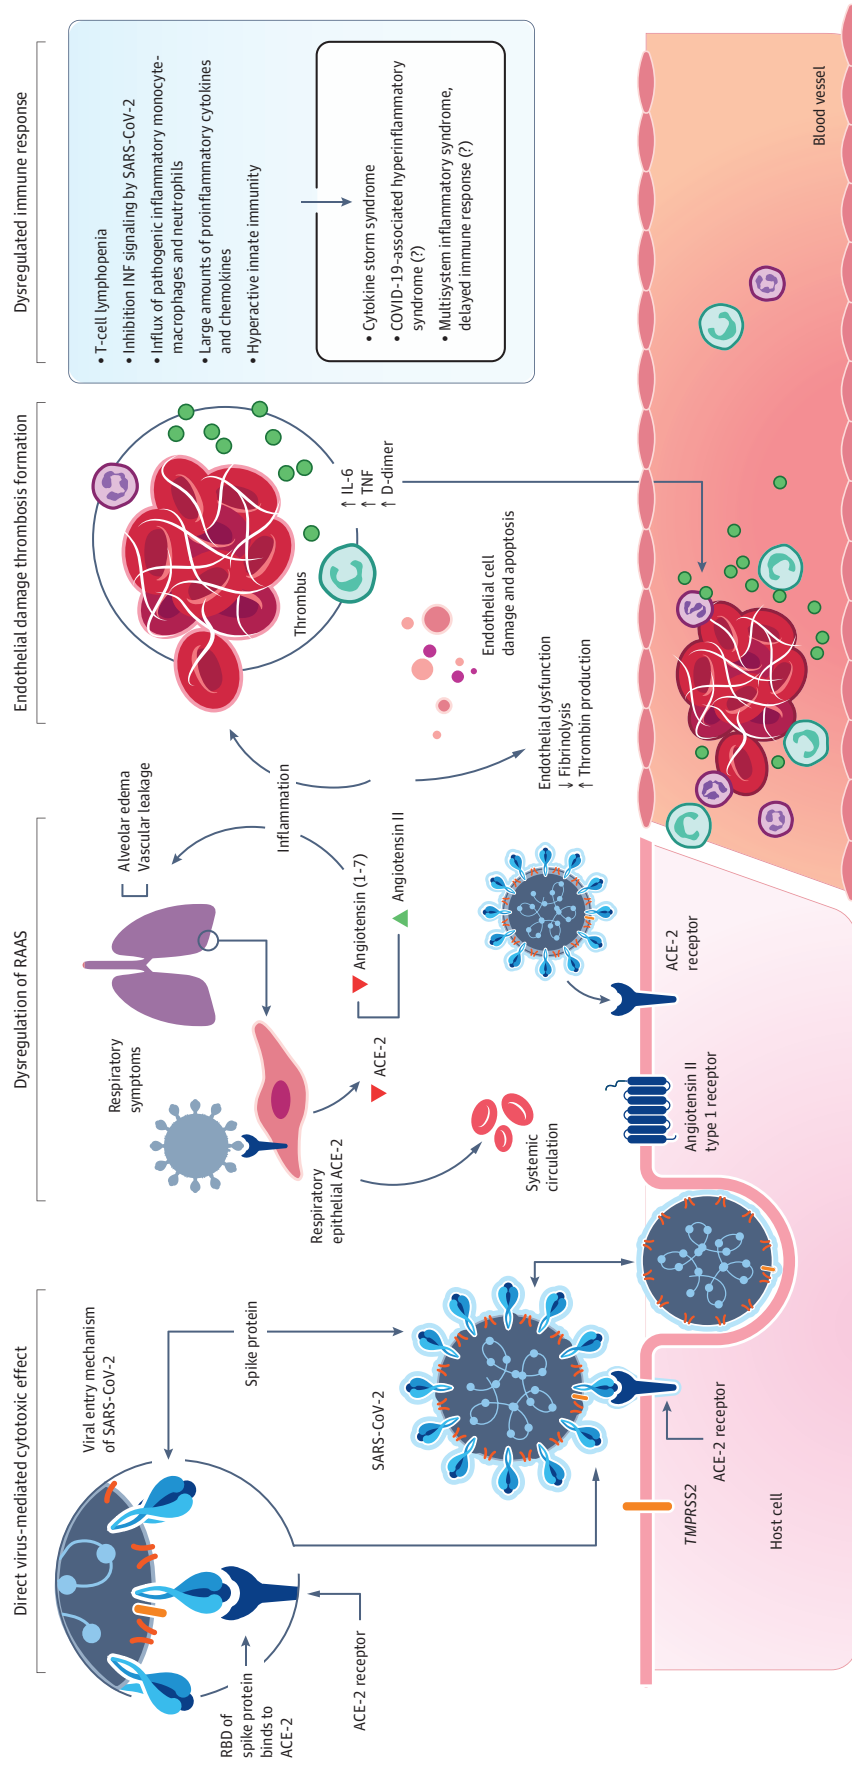 Direct virus-mediated cytotoxic effect
Viral entry mechanism
of SARS-CoV-2
Spike protein
RBD of
spike protein
binds to
ACE-2
ACE-2 receptor
SARS-CoV-2
ACE-2 receptor
TMPRSS2
Host cell
Dysregulation of RAAS
Respiratory
symptoms
Alveolar edema
Vascular leakage
Respiratory
epithelial ACE-2
ACE-2
Angiotensin (1-7)
Angiotensin II
Inflammation
Systemic
circulation
Angiotensin II
type 1 receptor
ACE-2
receptor
Endothelial damage thrombosis formation
Thrombus
↑ IL-6
↑ TNF
↑ D-dimer
Endothelial cell
damage and apoptosis
Endothelial dysfunction
↓ Fibrinolysis
↑ Thrombin production
Dysregulated immune response
• T-cell lymphopenia
• Inhibition INF signaling by SARS-CoV-2
• Influx of pathogenic inflammatory monocyte-
macrophages and neutrophils
• Large amounts of proinflammatory cytokines
and chemokines
• Hyperactive innate immunity
• Cytokine storm syndrome
• COVID-19–associated hyperinflammatory
syndrome (?)
• Multisystem inflammatory syndrome,
delayed immune response (?)
Blood vessel